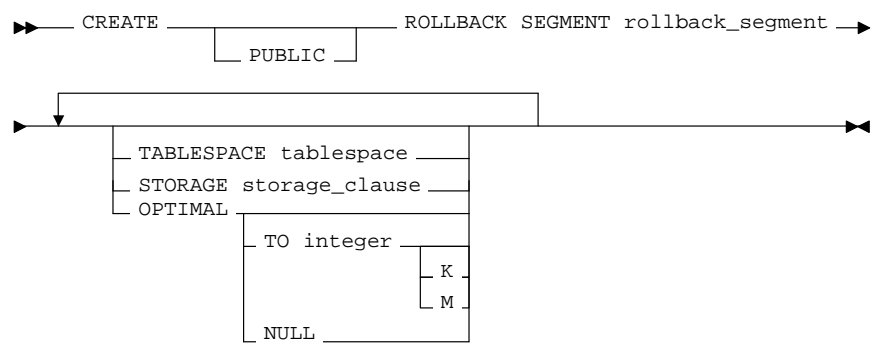 CREATE ROLLBACK SEGMENT rollback_segment
PUBLIC
TABLESPACE tablespace
STORAGE storage_clause
OPTIMAL
TO integer
K
M
NULL